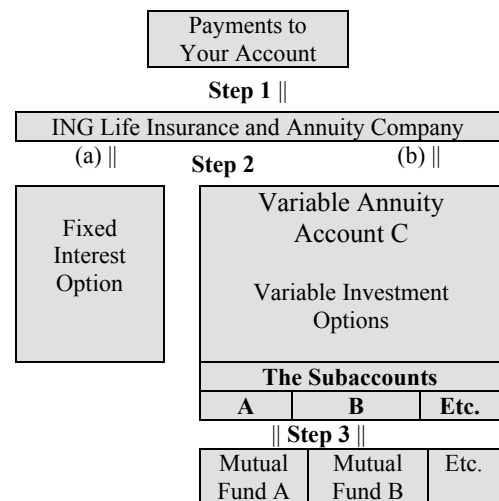 Payments to
Your Account
Step 1 ||
ING Life Insurance and Annuity Company
(a) ||
Step 2
(b) ||
Fixed
Interest
Option
Variable Annuity
Account C
Variable Investment
Options
The Subaccounts
A B Etc.
|| Step 3 ||
Mutual Mutual Etc.
Fund A Fund B